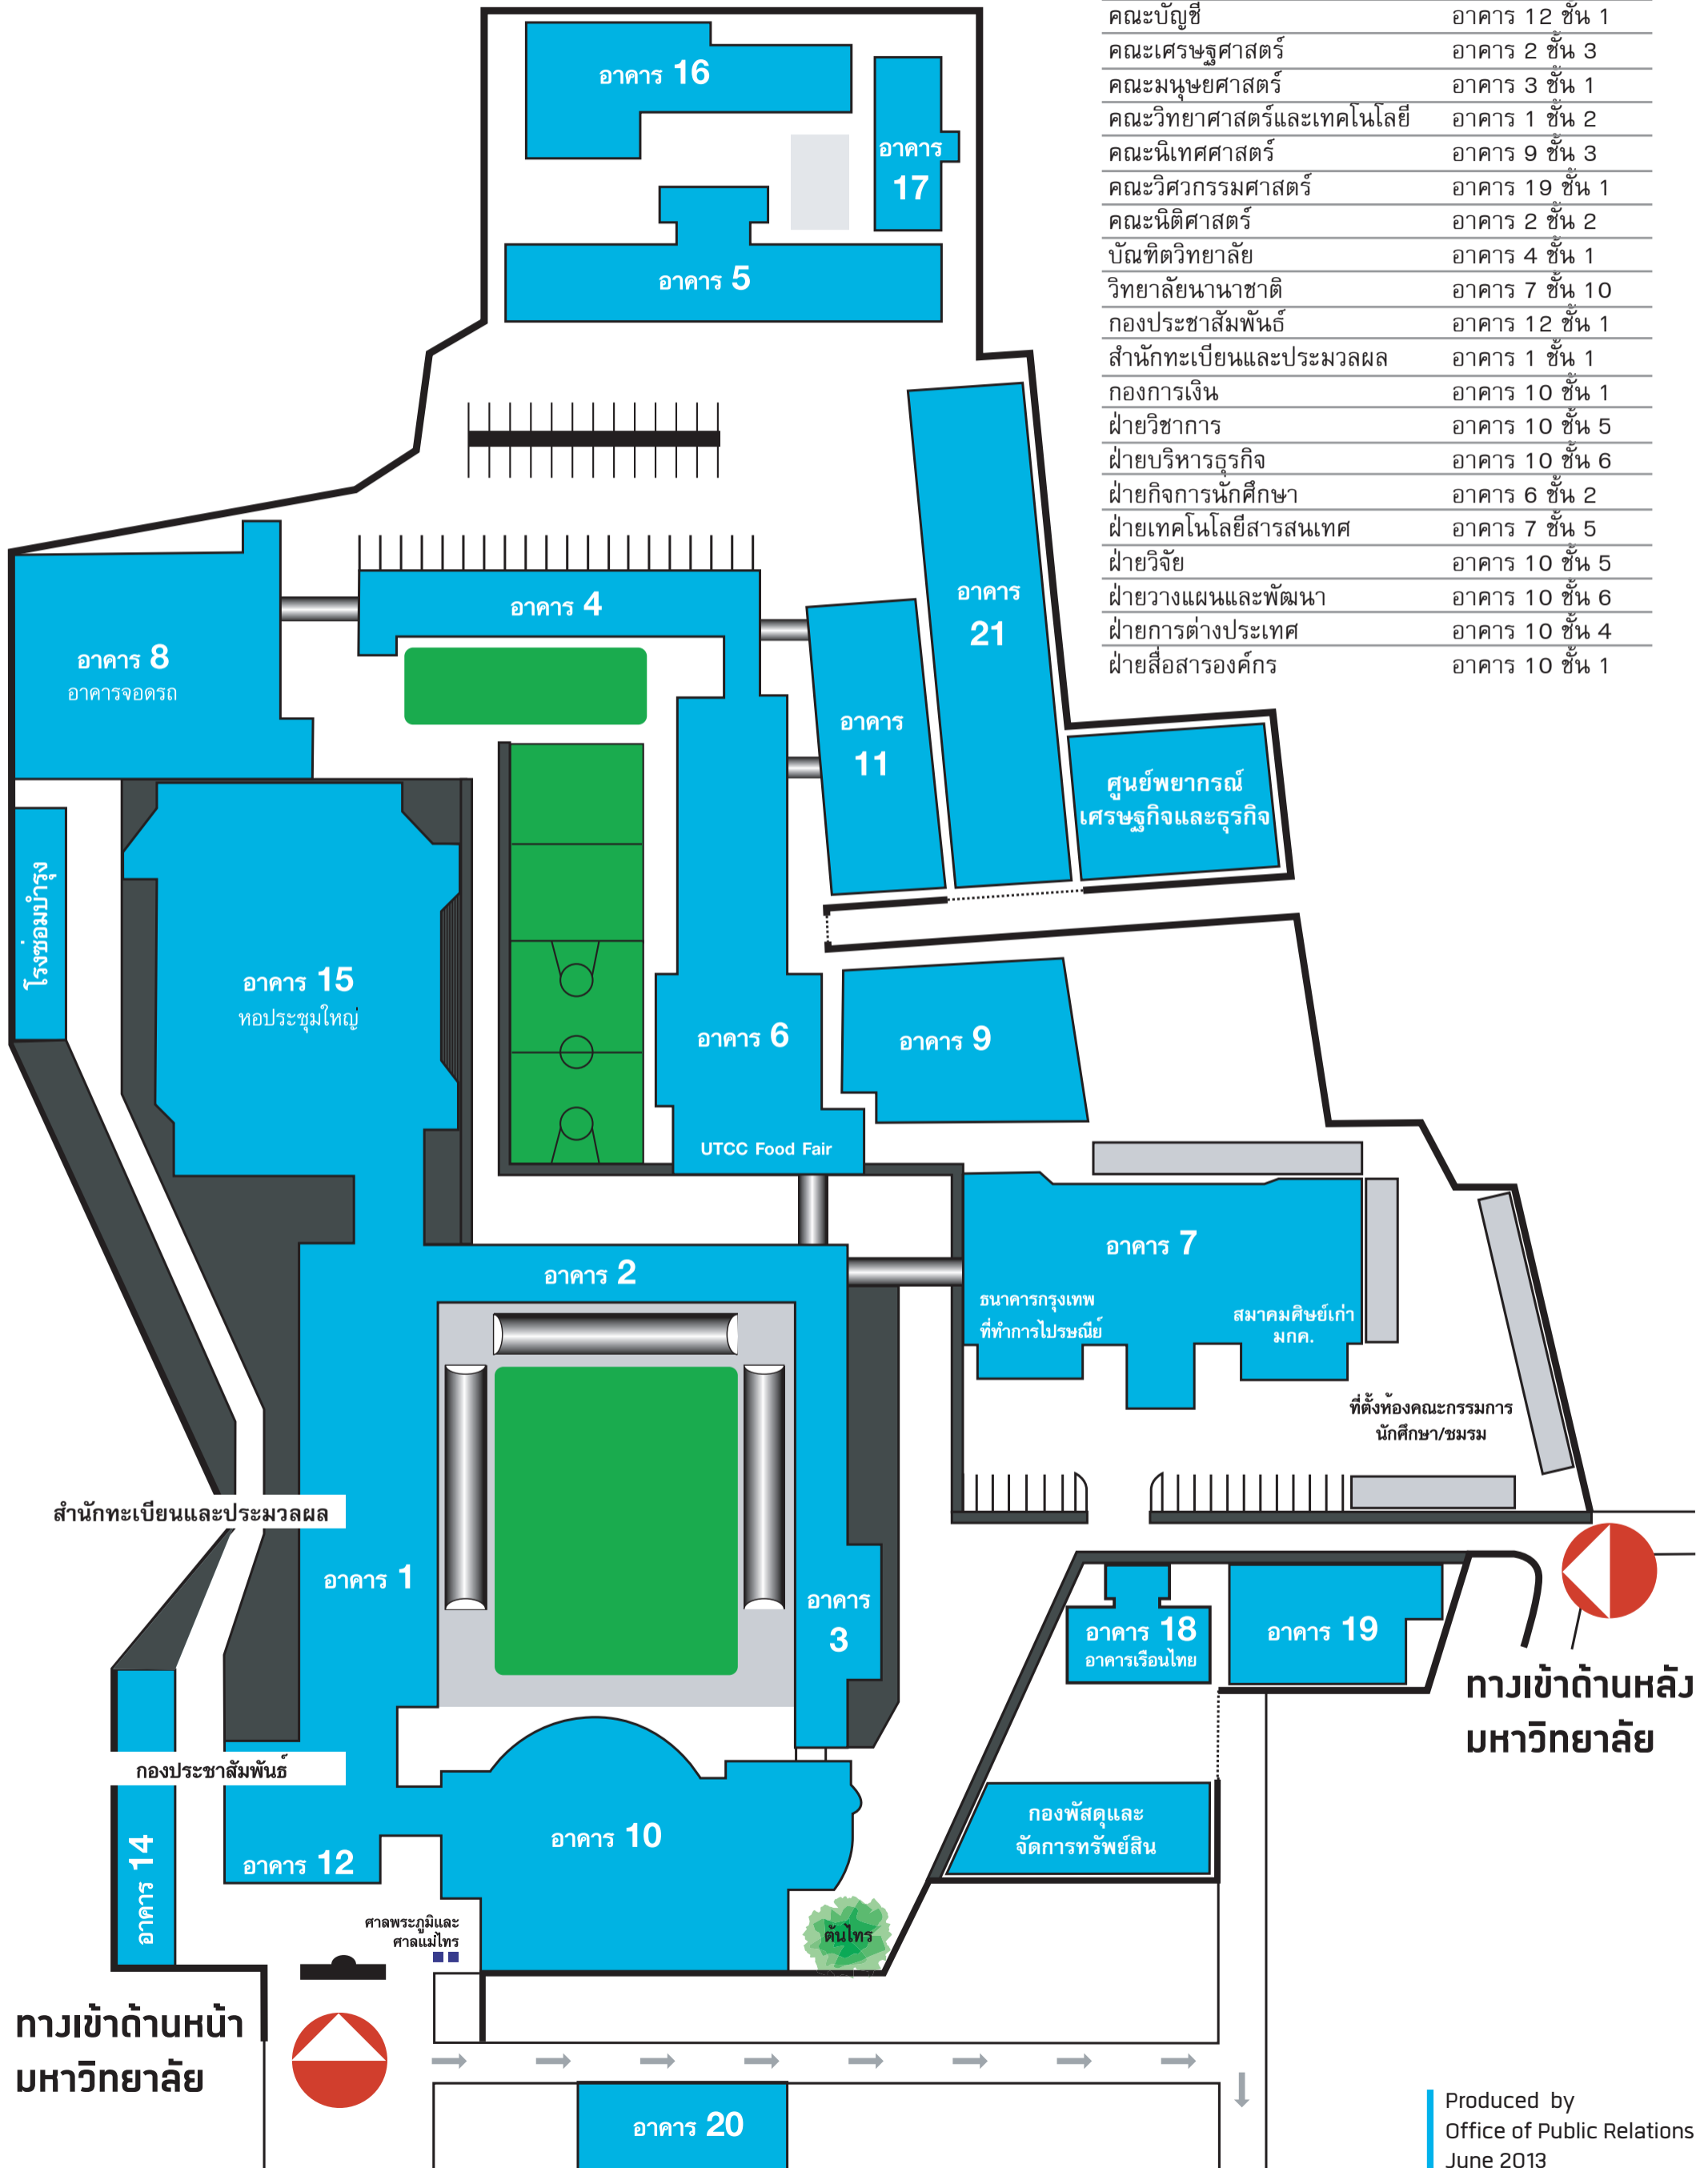 คณะบัญชี อาคาร 12 ชั้น 1
คณะเศรษฐศาสตร์ อาคาร 2 ชั้น 3
คณะมนุษยศาสตร์ อาคาร 3 ชั้น 1
คณะวิทยาศาสตร์และเทคโนโลยี อาคาร 1 ชั้น 2
คณะนิเทศศาสตร์ อาคาร 9 ชั้น 3
คณะวิศวกรรมศาสตร์ อาคาร 19 ชั้น 1
คณะนิติศาสตร์ อาคาร 2 ชั้น 2
บัณฑิตวิทยาลัย อาคาร 4 ชั้น 1
วิทยาลัยนานาชาติ อาคาร 7 ชั้น 10
กองประชาสัมพันธ์ อาคาร 12 ชั้น 1
สำนักทะเบียนและประมวลผล อาคาร 1 ชั้น 1
กองการเงิน อาคาร 10 ชั้น 1
ฝ่ายวิชาการ อาคาร 10 ชั้น 5
ฝ่ายบริหารธุรกิจ อาคาร 10 ชั้น 6
ฝ่ายกิจการนักศึกษา อาคาร 6 ชั้น 2
ฝ่ายเทคโนโลยีสารสนเทศ อาคาร 7 ชั้น 5
ฝ่ายวิจัย อาคาร 10 ชั้น 5
ฝ่ายวางแผนและพัฒนา อาคาร 10 ชั้น 6
ฝ่ายการต่างประเทศ อาคาร 10 ชั้น 4
ฝ่ายสื่อสารองค์กร อาคาร 10 ชั้น 1
อาคาร 16
อาคาร
17
อาคาร 5
อาคาร 4
อาคาร
21
อาคาร 8
อาคารจอดรถ
อาคาร
11
ศูนย์พยากรณ์
เศรษฐกิจและธุรกิจ
โรงซ่อมบำรุง
อาคาร 15
หอประชุมใหญ่
อาคาร 6
อาคาร 9
UTCC Food Fair
อาคาร 7
อาคาร 2
ธนาคารกรุงเทพ
ที่ทำการไปรษณีย์
สมาคมศิษย์เก่า
มกค.
ที่ตั้งห้องคณะกรรมการ
นักศึกษา/ชมรม
สำนักทะเบียนและประมวลผล
อาคาร 1
อาคาร
3
อาคาร 18
อาคารเรือนไทย
อาคาร 19
ทางเข้าด้านหลัง
มหาวิทยาลัย
กองประชาสัมพันธ์
อาคาร 14
อาคาร 12
อาคาร 10
กองพัสดุและ
จัดการทรัพย์สิน
ศาลพระภูมิและ
ศาลแม่ไทร
ต้นไทร
ทางเข้าด้านหน้า
มหาวิทยาลัย
อาคาร 20
Produced by
Office of Public Relations
June 2013